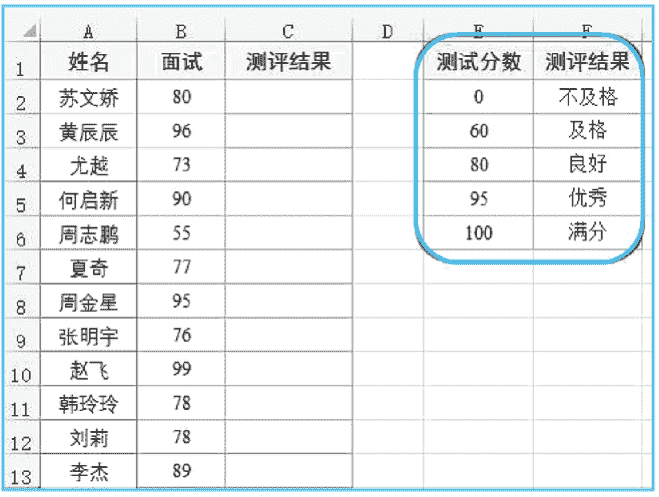 A B C D E F
1 姓名 面试 测评结果 测试分数 测评结果
2 苏文娇 80 0 不及格
3 黄辰辰 96 60 及格
4 尤越 73 80 良好
5 何启新 90 95 优秀
6 周志鹏 55 100 满分
7 夏奇 77
8 周金星 95
9 张明宇 76
10 赵飞 99
11 韩玲玲 78
12 刘莉 78
13 李杰 89